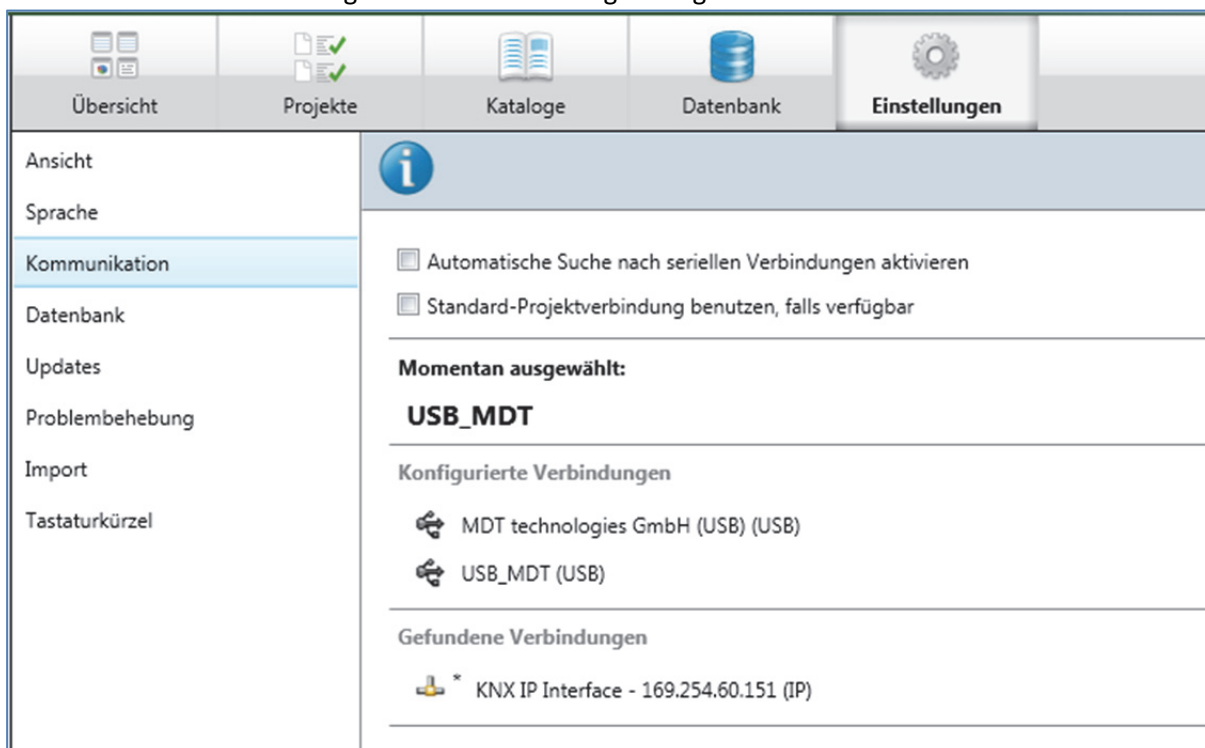 Übersicht Projekte Kataloge Datenbank Einstellungen
Ansicht
Sprache
Kommunikation
Datenbank
Updates
Problembehebung
Import
Tastaturkürzel
Automatische Suche nach seriellen Verbindungen aktivieren
Standard-Projektverbindung benutzen, falls verfügbar
Momentan ausgewählt:
USB_MDT
Konfigurierte Verbindungen
MDT technologies GmbH (USB) (USB)
USB_MDT (USB)
Gefundene Verbindungen
* KNX IP Interface - 169.254.60.151 (IP)